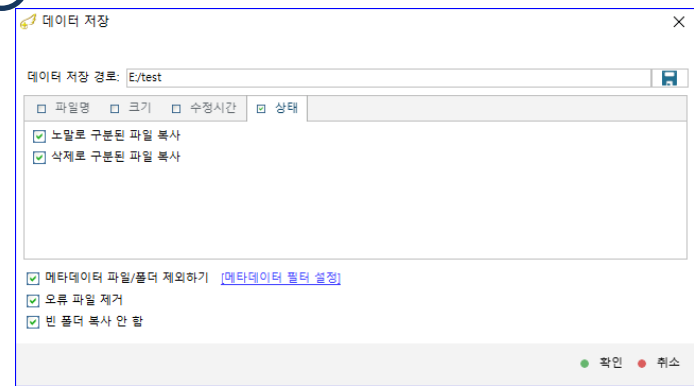 데이터 저장
데이터 저장 경로: E:/test
파일명 크기 수정시간 상태
노말로 구분된 파일 복사
삭제로 구분된 파일 복사
메타데이터 파일/폴더 제외하기 [메타데이터 필터 설정]
오류 파일 제거
빈 폴더 복사 안 함
확인 취소